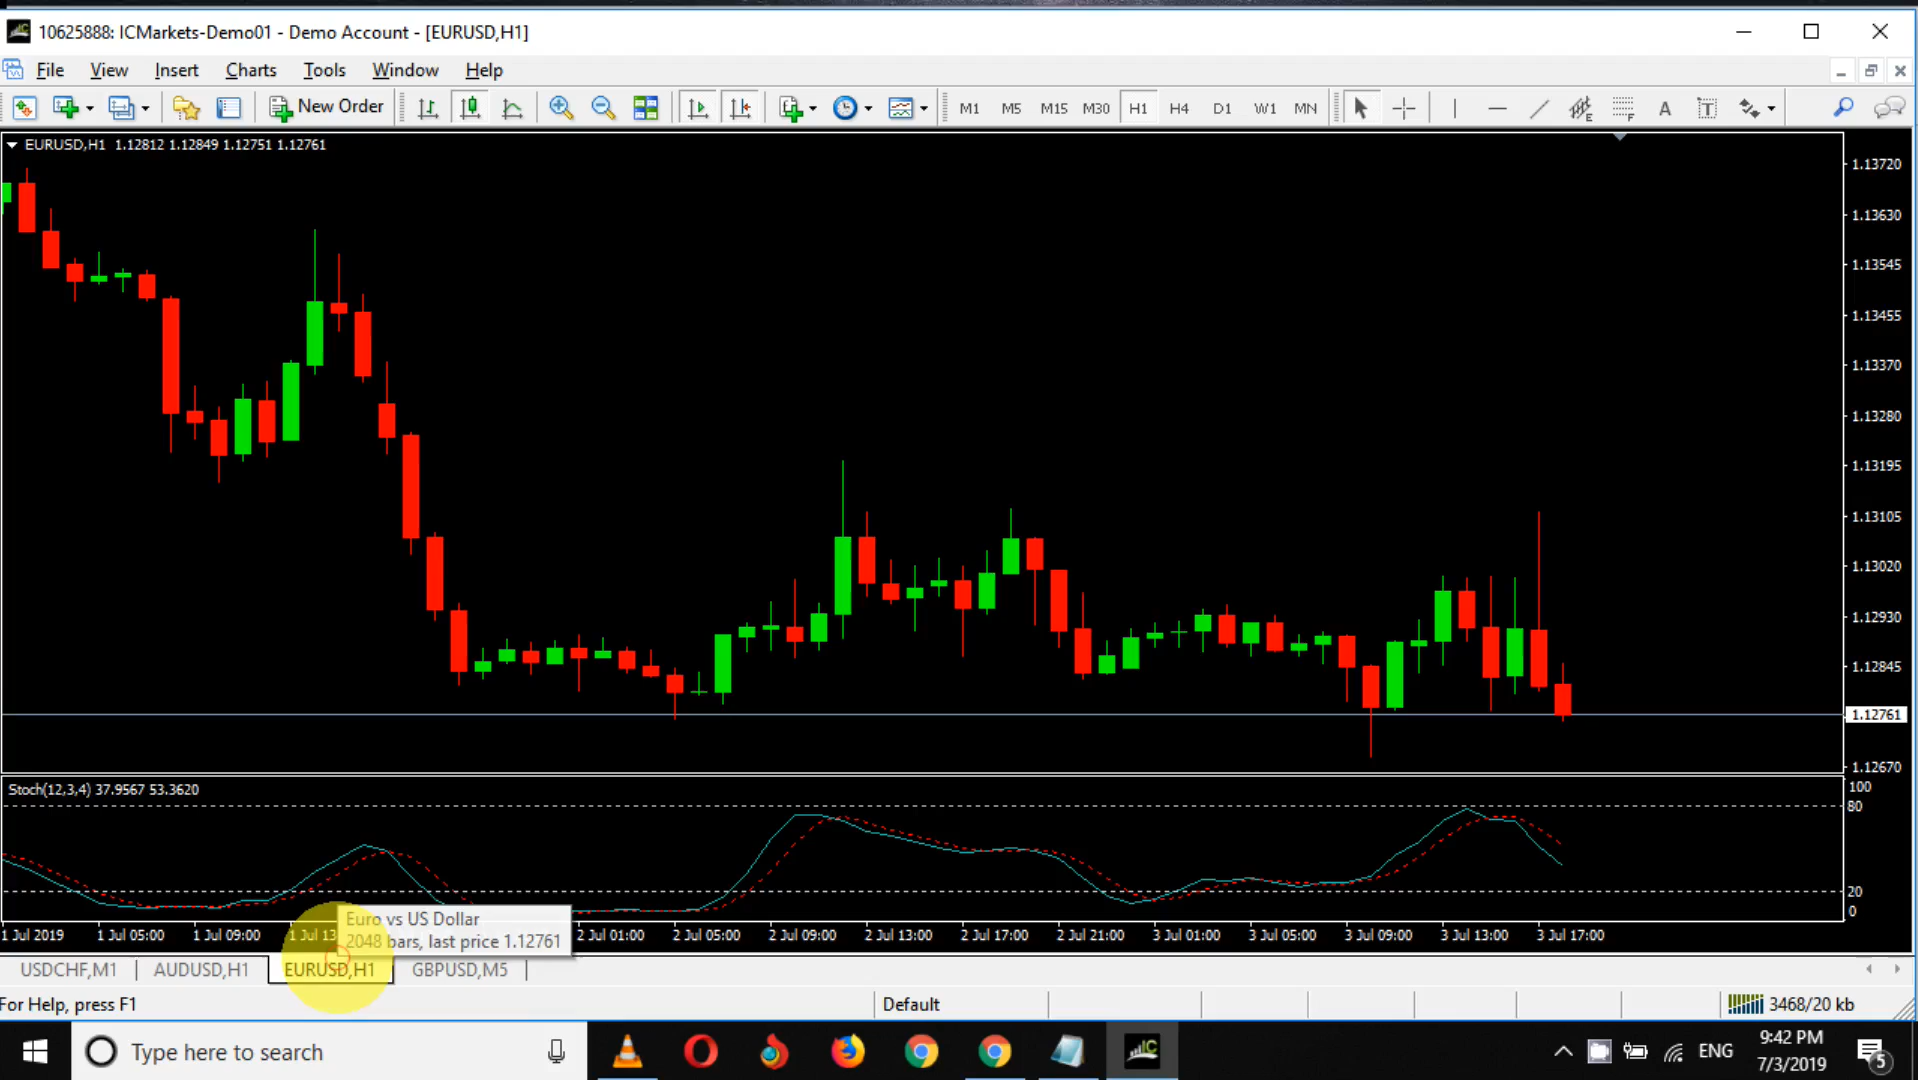 10625888: ICMarkets-Demo01 - Demo Account - [EURUSD,H1]
File View Insert Charts Tools Window Help
New Order M1 M5 M15 M30 H1 H4 D1 W1 MN E F A T
EURUSD,H1 1.12812 1.12849 1.12751 1.12761
1.13720
1.13630
1.13545
1.13455
1.13370
1.13280
1.13195
1.13105
1.13020
1.12930
1.12845
1.12761
1.12670
Stoch(12,3,4) 37.9567 53.3620
100
80
20
0
Euro vs US Dollar
2048 bars, last price 1.12761
1 Jul 2019 1 Jul 05:00 1 Jul 09:00 1 Jul 13 2 Jul 01:00 2 Jul 05:00 2 Jul 09:00 2 Jul 13:00 2 Jul 17:00 2 Jul 21:00 3 Jul 01:00 3 Jul 05:00 3 Jul 09:00 3 Jul 13:00 3 Jul 17:00
USDCHF,M1 AUDUSD,H1 EURUSD,H1 GBPUSD,M5
For Help, press F1 Default 3468/20 kb
Type here to search IC ENG 9:42 PM
7/3/2019 5